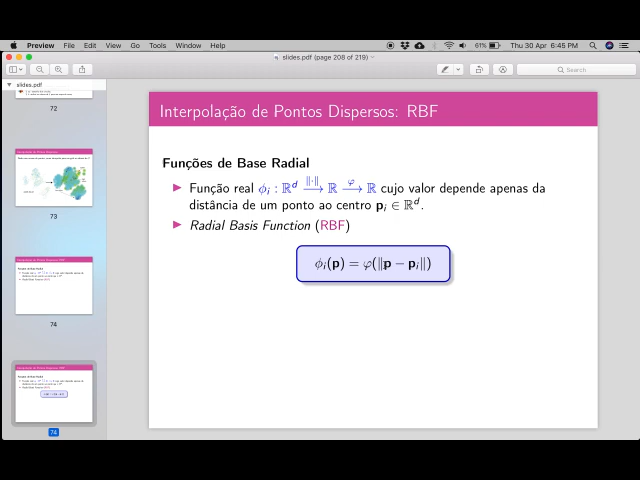 Preview File Edit View Go Tools Window Help 61% Thu 30 Apr 6:45 PM
slides.pdf (page 208 of 219)
Search
slides.pdf
72
73
74
74
Interpolação de Pontos Dispersos: RBF
Funções de Base Radial
Função real ϕᵢ : ℝᵈ —‖·‖→ ℝ —φ→ ℝ cujo valor depende apenas da
distância de um ponto ao centro pᵢ ∈ ℝᵈ.
Radial Basis Function (RBF)
ϕᵢ(p) = φ(‖p − pᵢ‖)